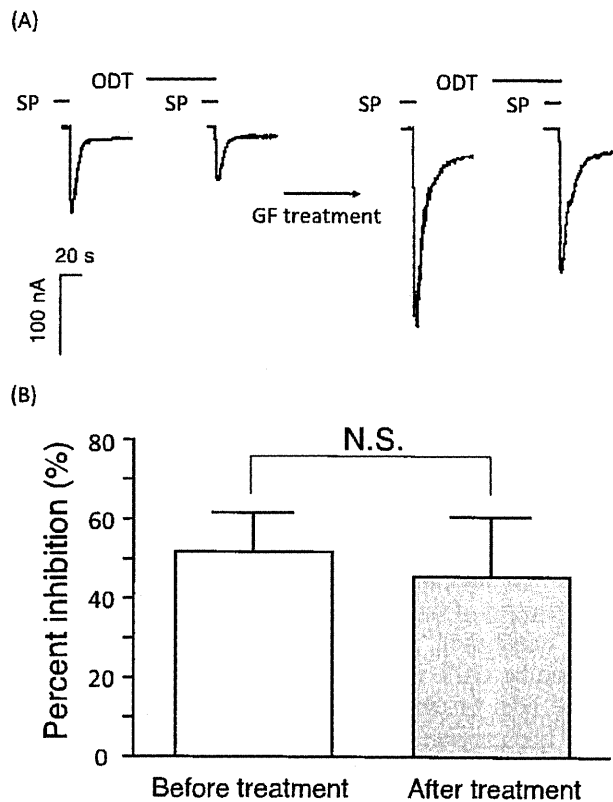 (A)
ODT
ODT
SP
SP
SP
SP
GF treatment
20 s
100 nA
(B)
80
60
40
20
0
Percent inhibition (%)
N.S.
Before treatment
After treatment